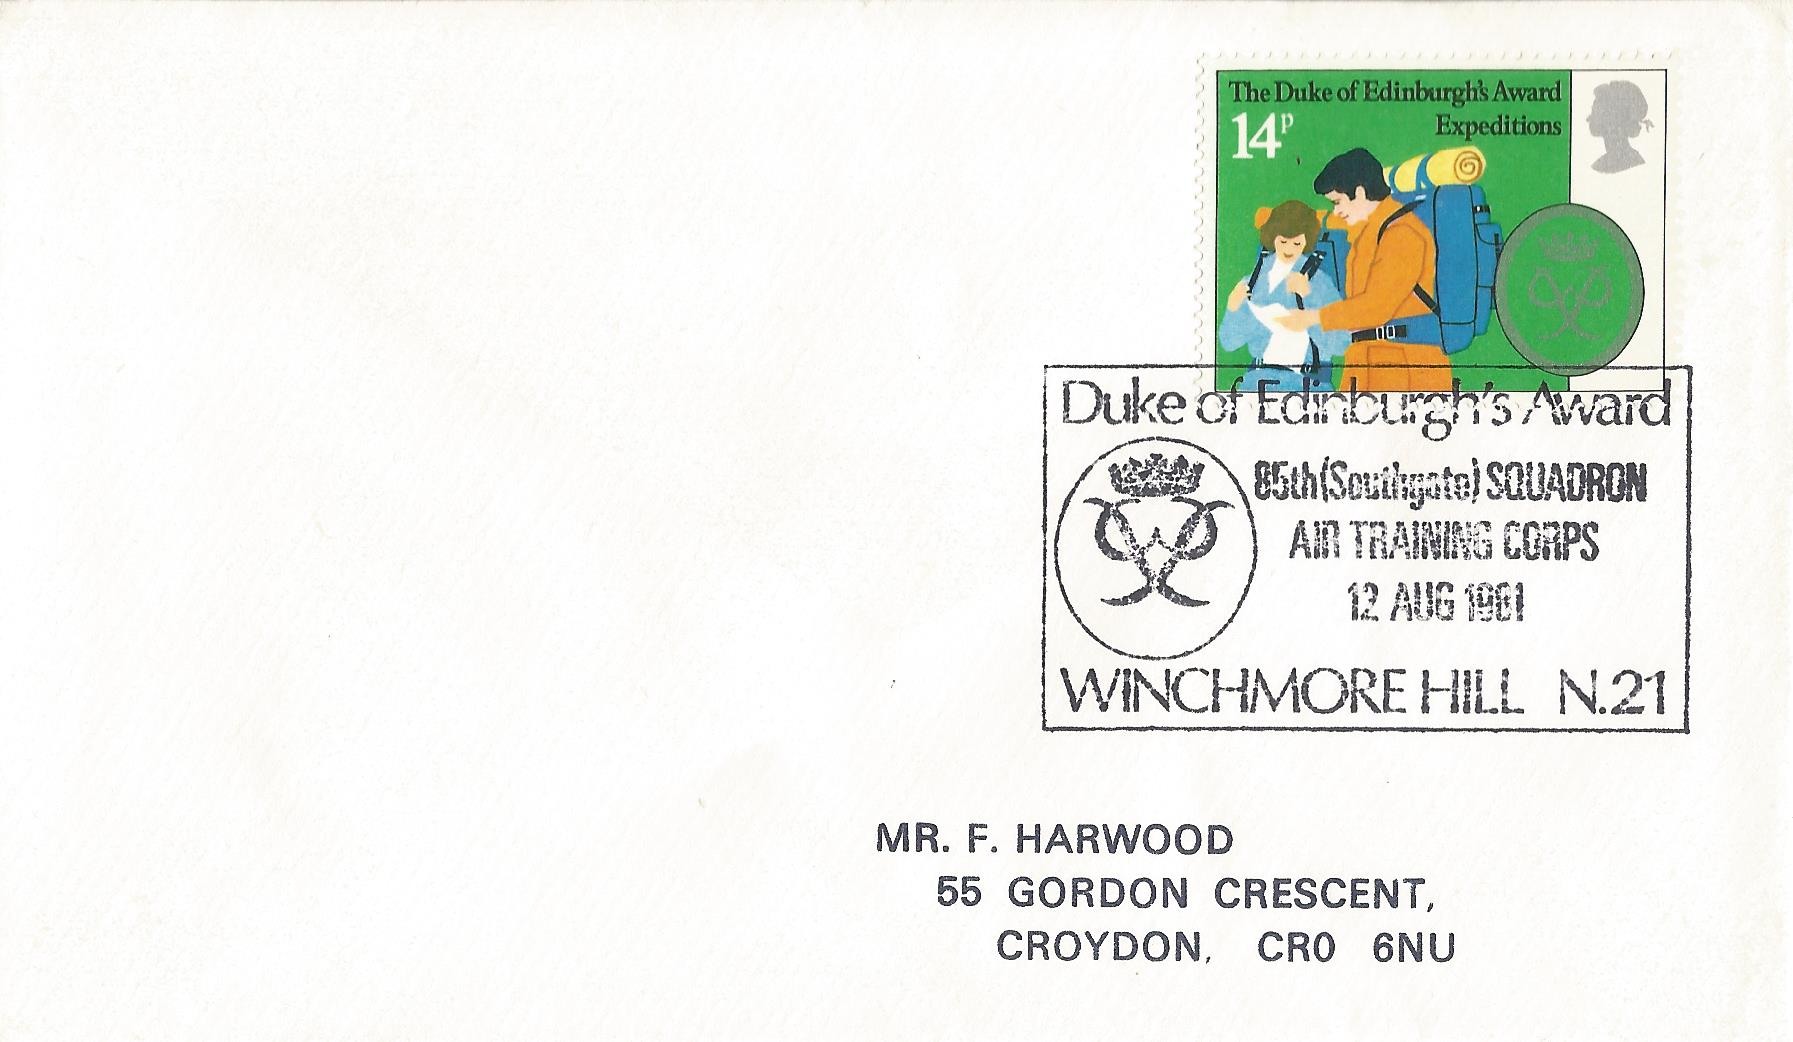 The Duke of Edinburgh's Award
Expeditions
14P
Duke of Edinburgh's Award
85th (Southgate) SQUADRON
AIR TRAINING CORPS
12 AUG 1981
WINCHMORE HILL N.21
MR. F. HARWOOD
55 GORDON CRESCENT,
CROYDON, CR0 6NU